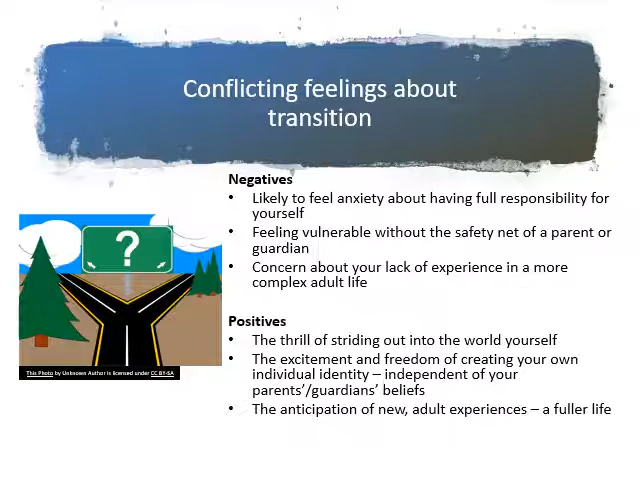 Conflicting feelings about
transition
Negatives
• Likely to feel anxiety about having full responsibility for
yourself
• Feeling vulnerable without the safety net of a parent or
guardian
• Concern about your lack of experience in a more
complex adult life
?
Positives
• The thrill of striding out into the world yourself
• The excitement and freedom of creating your own
individual identity – independent of your
parents’/guardians’ beliefs
• The anticipation of new, adult experiences – a fuller life
This Photo by Unknown Author is licensed under CC BY-SA